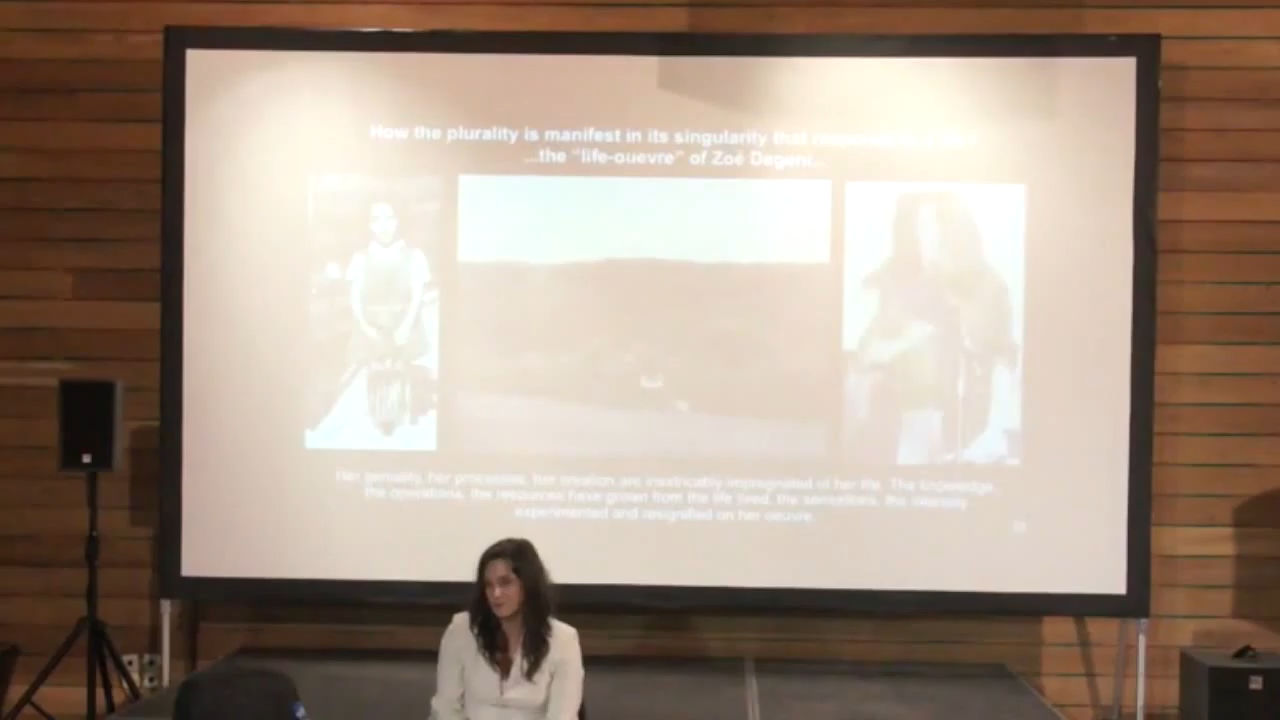 How the plurality is manifest in its singularity that
...the "life-ouevre" of Zoé Degani...
Her geniality, her processes, her creation are inextricably impregnated of her life. The knowledge,
the operations, the resources have grown from the life lived, the sensations, the
experimented and resignified on her oeuvre.